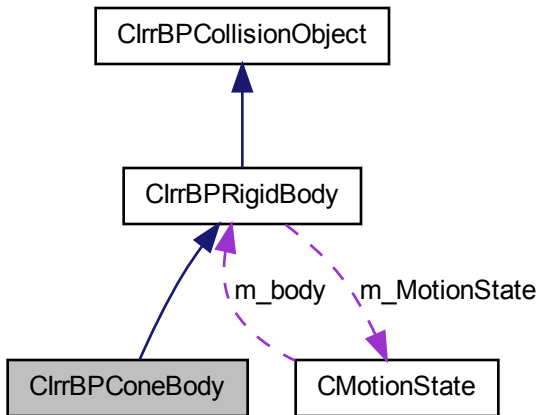 CIrrBPCollisionObject
CIrrBPRigidBody
m_body
m_MotionState
CIrrBPConeBody
CMotionState